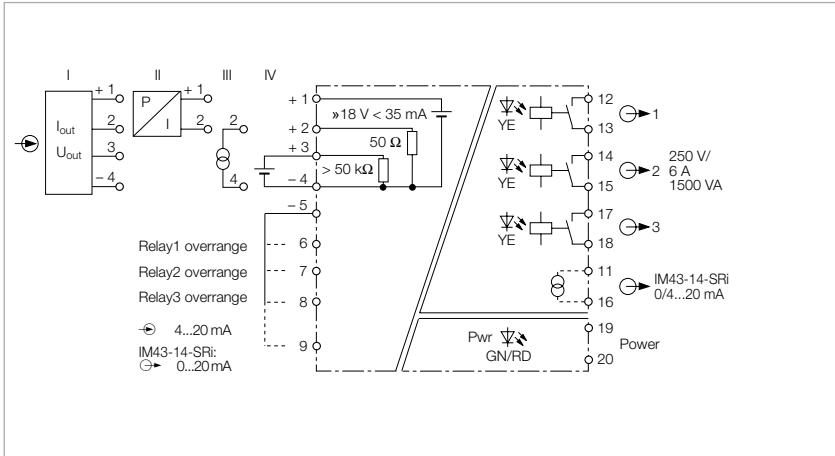 I II III IV
+ 1
I out 2
U out 3
– 4
P
I
+ 1
2
2
4
+ 1
+ 2
+ 3
– 4
– 5
»18 V < 35 mA
50 Ω
> 50 kΩ
Relay1 overrange 6
Relay2 overrange 7
Relay3 overrange 8
4...20 mA
IM43-14-SRi:
0...20 mA
9
YE
12
13
1
YE
14
15
2
250 V/
6 A
1500 VA
YE
17
18
3
11
16
IM43-14-SRi
0/4...20 mA
Pwr
GN/RD
19
20
Power